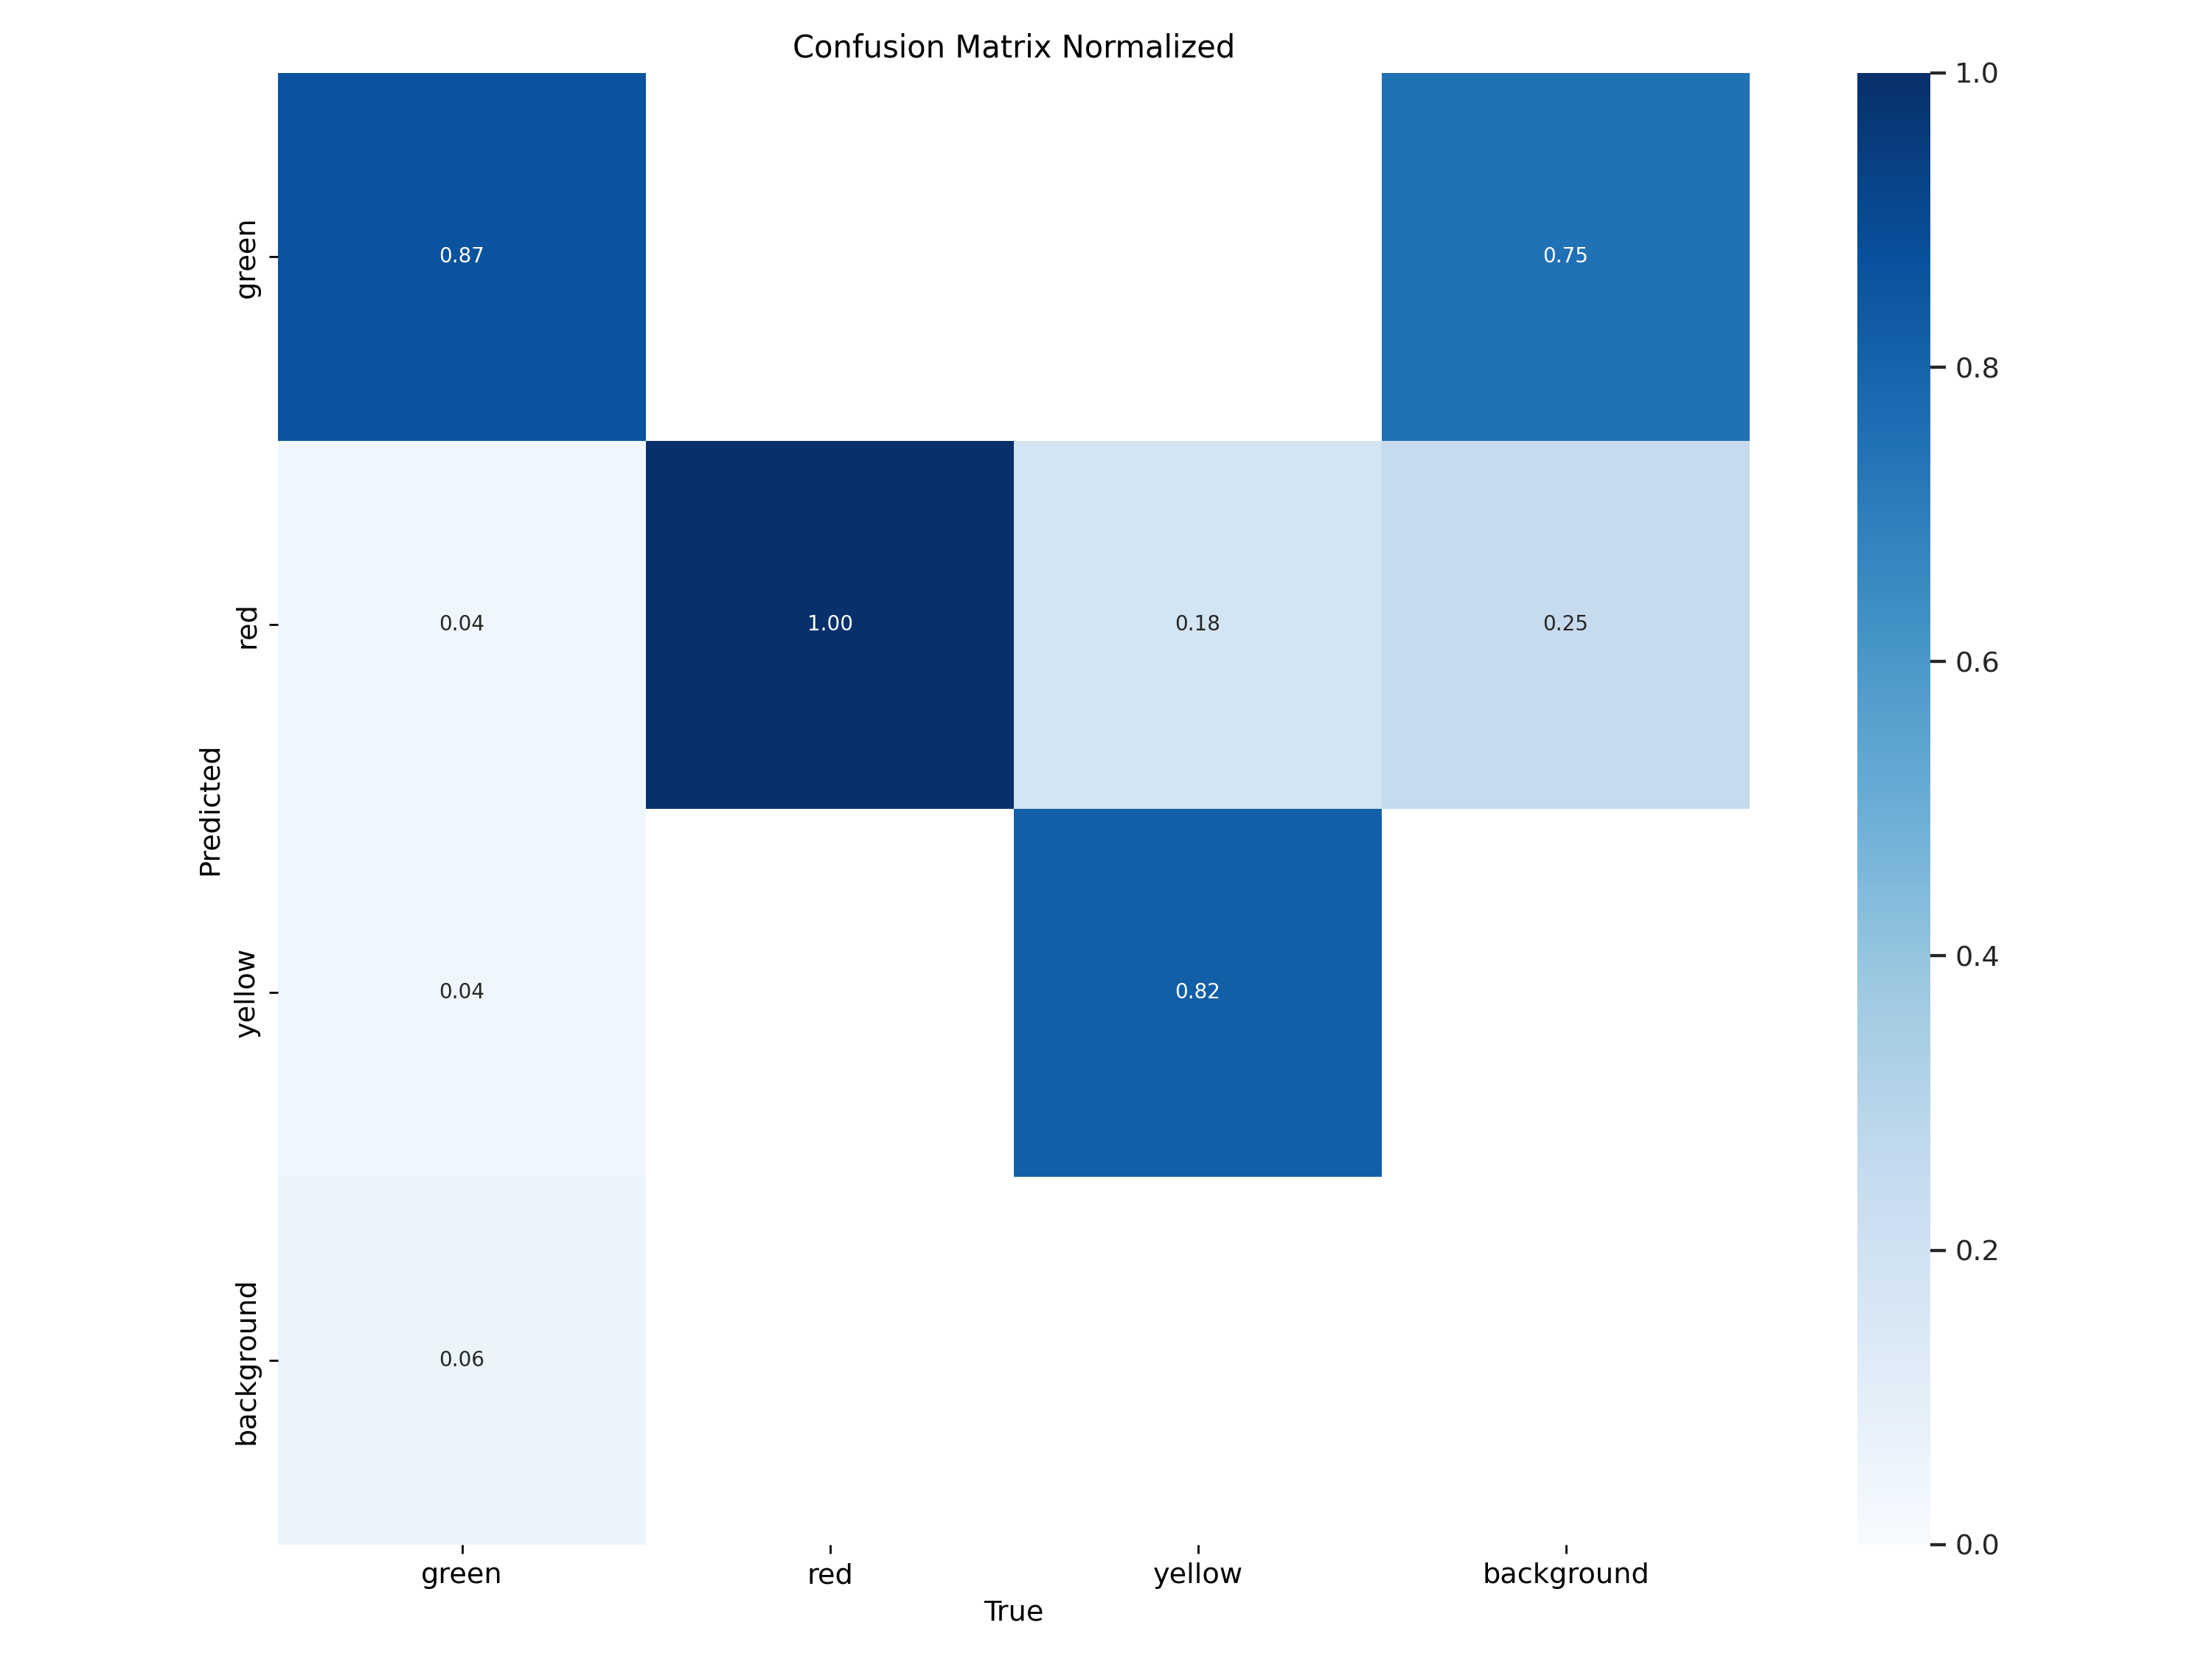 Confusion Matrix Normalized
1.0
green
0.87
0.75
0.8
red
0.04
1.00
0.18
0.25
0.6
Predicted
yellow
0.04
0.82
0.4
background
0.06
0.2
0.0
green red yellow background
True